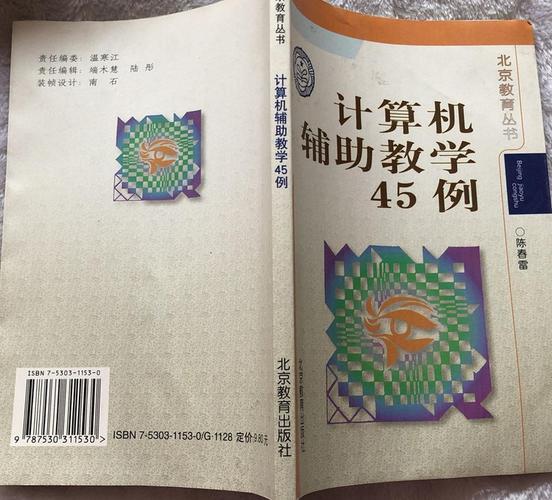 责任编委：温寒江
责任编辑：端木慧 陆彤
装帧设计：南石
ISBN 7-5303-1153-0
9 787530 311530 >
ISBN 7-5303-1153-0/G·1128 定价:9.80元
北京教育丛书
计算机辅助教学45例
北京教育出版社
计算机
辅助教学
45例
北京教育丛书
Beijing jiaoyu
congshu
○陈春雷